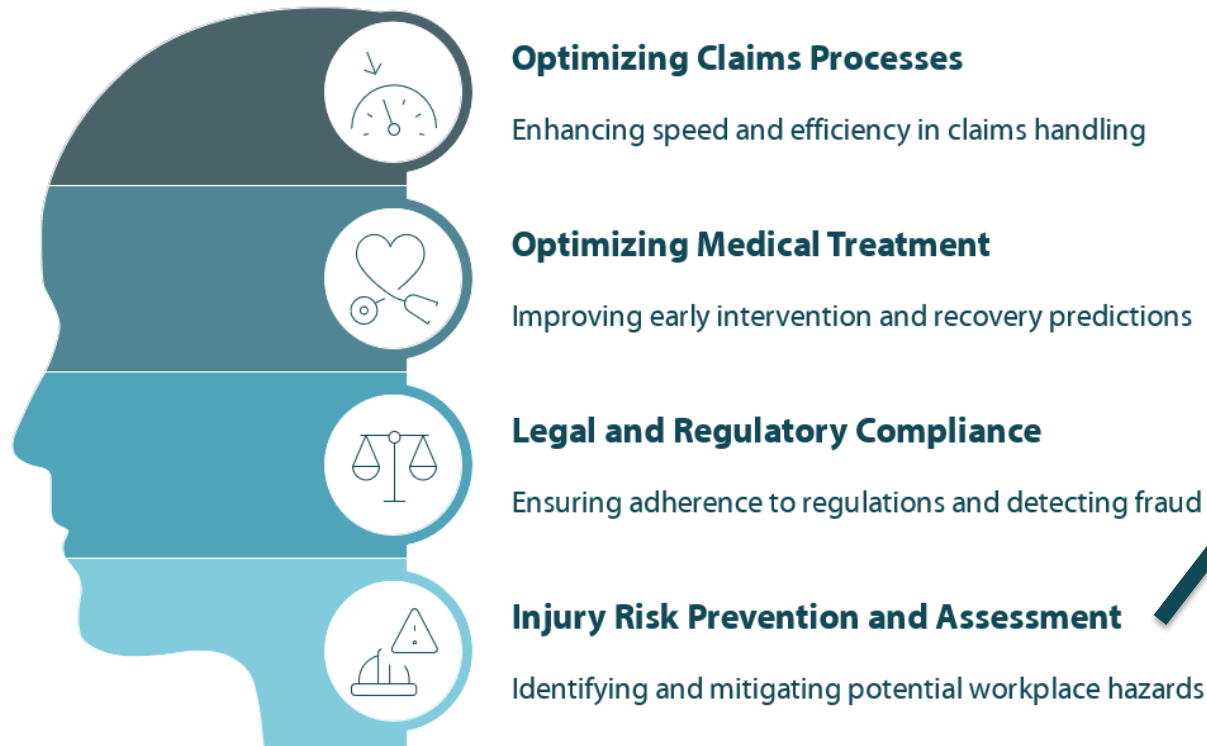 Optimizing Claims Processes
Enhancing speed and efficiency in claims handling
Optimizing Medical Treatment
Improving early intervention and recovery predictions
Legal and Regulatory Compliance
Ensuring adherence to regulations and detecting fraud
Injury Risk Prevention and Assessment
Identifying and mitigating potential workplace hazards